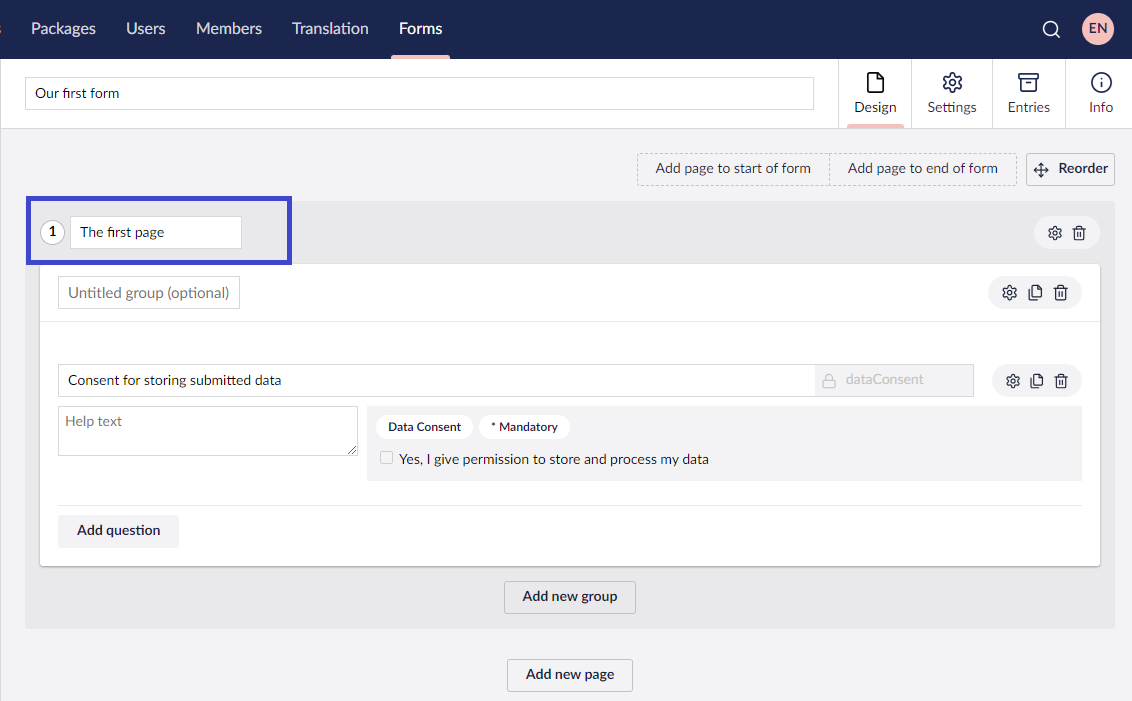 Packages Users Members Translation Forms EN
Our first form
Design Settings Entries Info
Add page to start of form Add page to end of form Reorder
1 The first page
Untitled group (optional)
Consent for storing submitted data dataConsent
Help text
Data Consent * Mandatory
Yes, I give permission to store and process my data
Add question
Add new group
Add new page